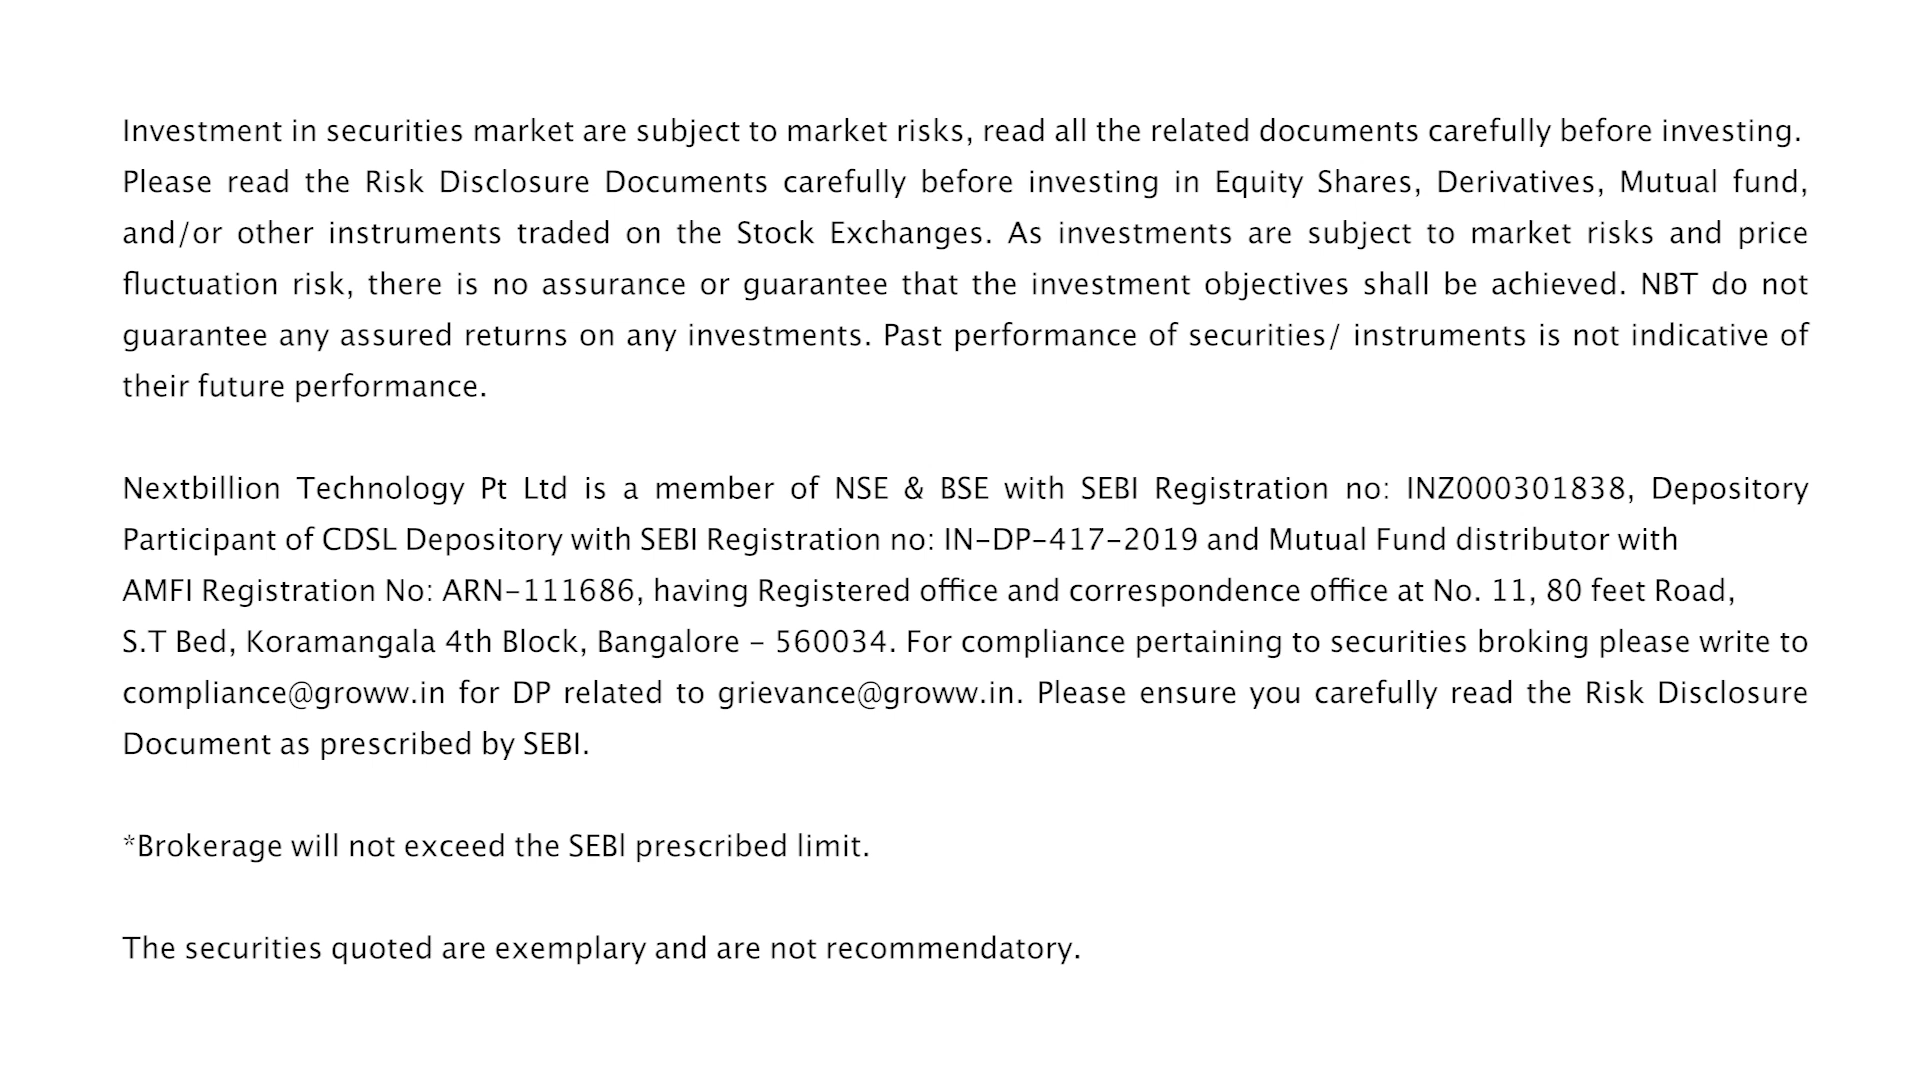 Investment in securities market are subject to market risks, read all the related documents carefully before investing.
Please read the Risk Disclosure Documents carefully before investing in Equity Shares, Derivatives, Mutual fund,
and/or other instruments traded on the Stock Exchanges. As investments are subject to market risks and price
fluctuation risk, there is no assurance or guarantee that the investment objectives shall be achieved. NBT do not
guarantee any assured returns on any investments. Past performance of securities/ instruments is not indicative of
their future performance.
Nextbillion Technology Pt Ltd is a member of NSE & BSE with SEBI Registration no: INZ000301838, Depository
Participant of CDSL Depository with SEBI Registration no: IN-DP-417-2019 and Mutual Fund distributor with
AMFI Registration No: ARN-111686, having Registered office and correspondence office at No. 11, 80 feet Road,
S.T Bed, Koramangala 4th Block, Bangalore - 560034. For compliance pertaining to securities broking please write to
compliance@groww.in for DP related to grievance@groww.in. Please ensure you carefully read the Risk Disclosure
Document as prescribed by SEBI.
*Brokerage will not exceed the SEBI prescribed limit.
The securities quoted are exemplary and are not recommendatory.